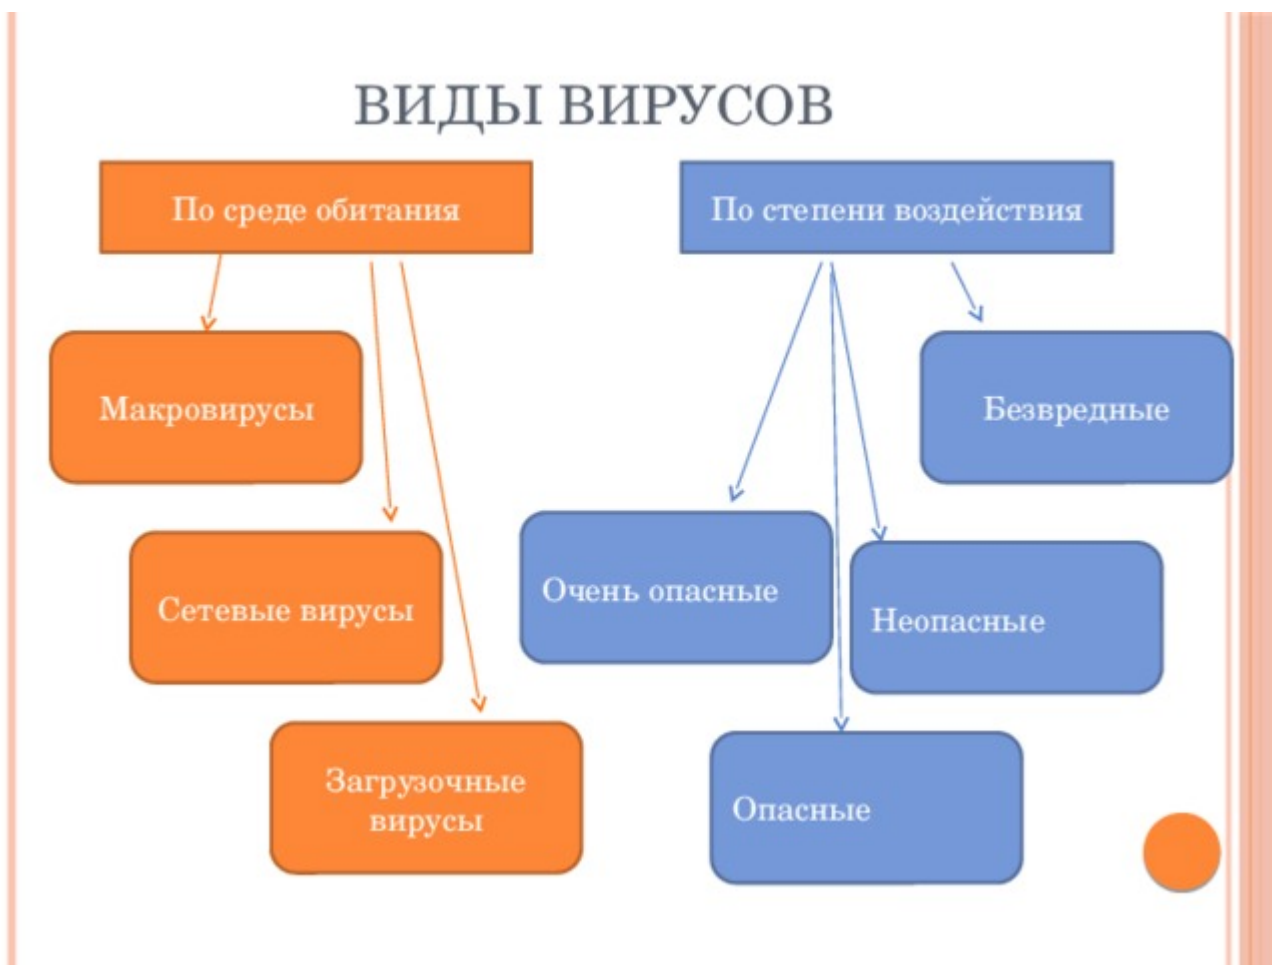 ВИДЫ ВИРУСОВ
По среде обитания
По степени воздействия
Макровирусы
Безвредные
Сетевые вирусы
Очень опасные
Неопасные
Загрузочные
вирусы
Опасные